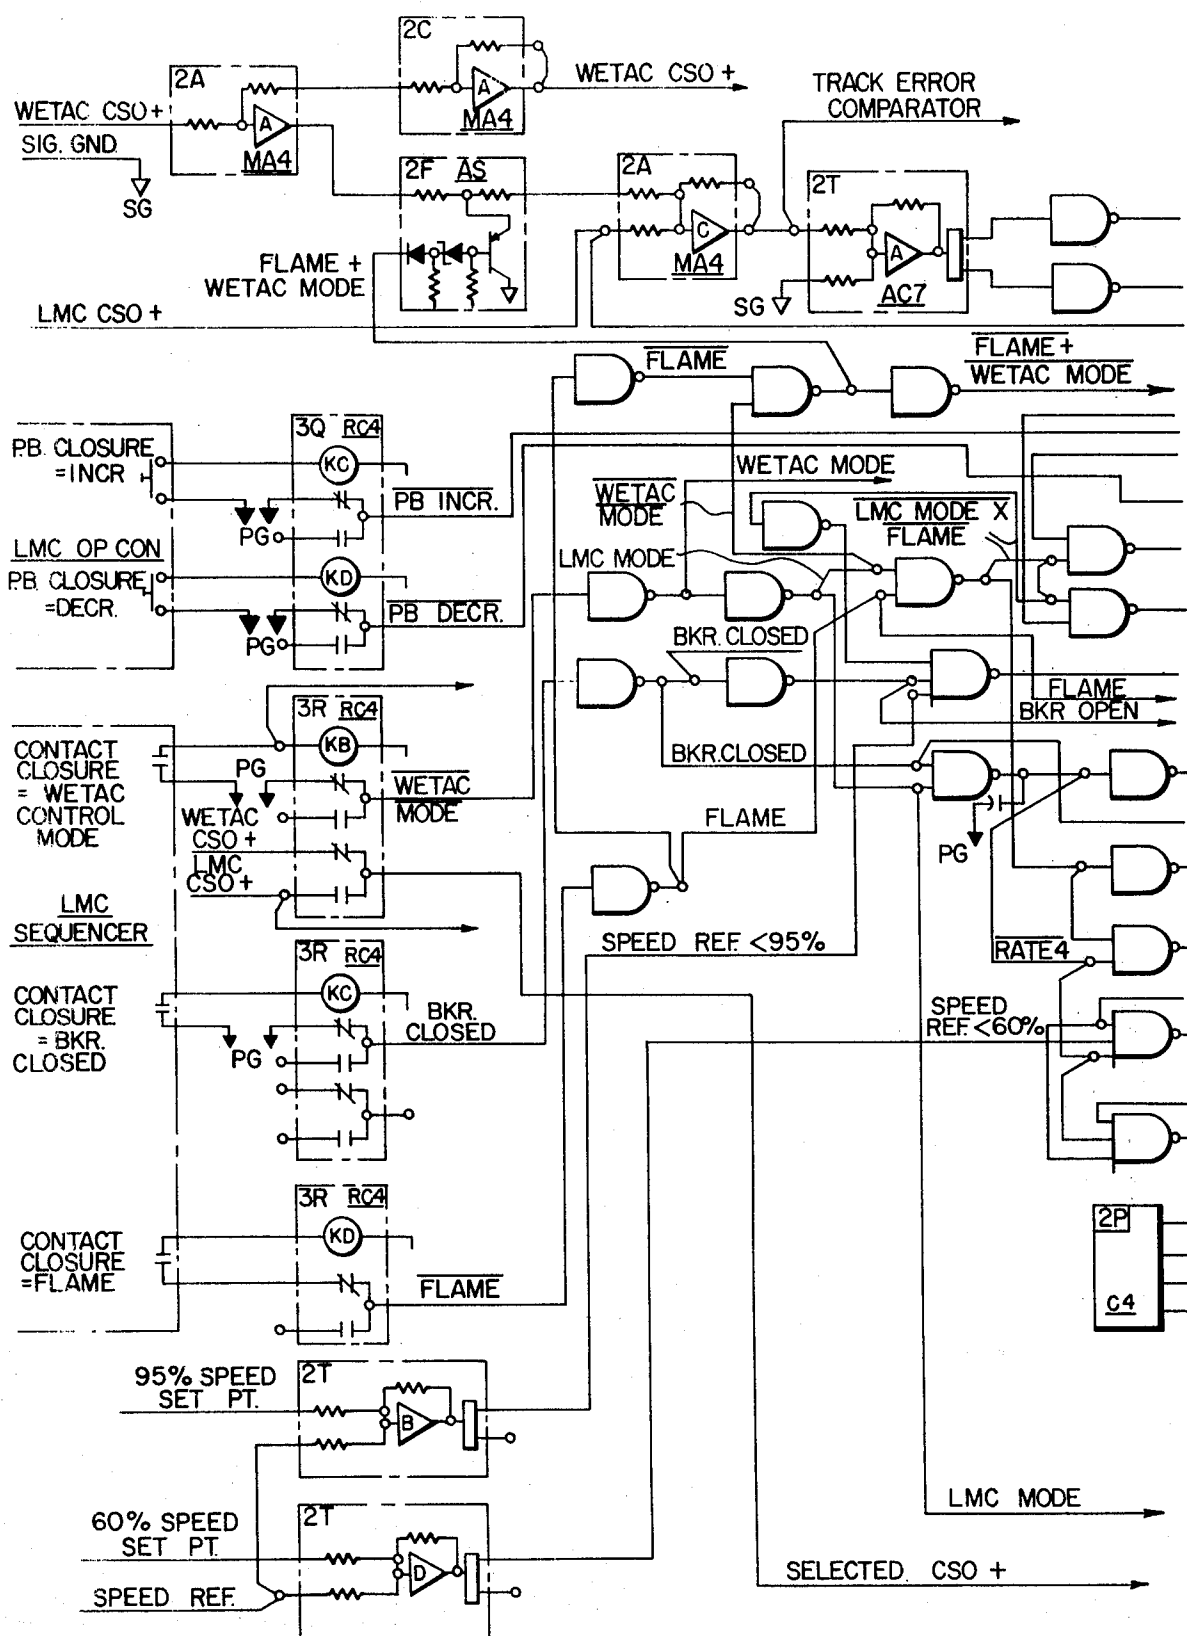 2C
A
MA4
WETAC CSO +
2A
WETAC CSO +
A
MA4
SIG. GND.
SG
2F AS
FLAME +
WETAC MODE
LMC CSO +
2A
C
MA4
TRACK ERROR
COMPARATOR
2T
A
AC7
SG
FLAME
FLAME +
WETAC MODE
P.B. CLOSURE
= INCR
3Q RC4
KC
PG
PB INCR.
LMC OP CON
P.B. CLOSURE
=DECR.
KD
PG
PB DECR.
WETAC MODE
WETAC
MODE
LMC MODE X
FLAME
LMC MODE
BKR. CLOSED
FLAME
BKR OPEN
BKR. CLOSED
FLAME
PG
CONTACT
CLOSURE
= WETAC
CONTROL
MODE
3R RC4
KB
PG
WETAC
MODE
WETAC
CSO +
LMC
CSO +
LMC
SEQUENCER
SPEED REF. <95%
RATE4
3R RC4
KC
CONTACT
CLOSURE
= BKR.
CLOSED
PG
BKR.
CLOSED
SPEED
REF. <60%
3R RC4
KD
CONTACT
CLOSURE
=FLAME
FLAME
2P
C4
95% SPEED
SET PT.
2T
B
60% SPEED
SET PT.
2T
D
SPEED REF.
LMC MODE
SELECTED CSO +